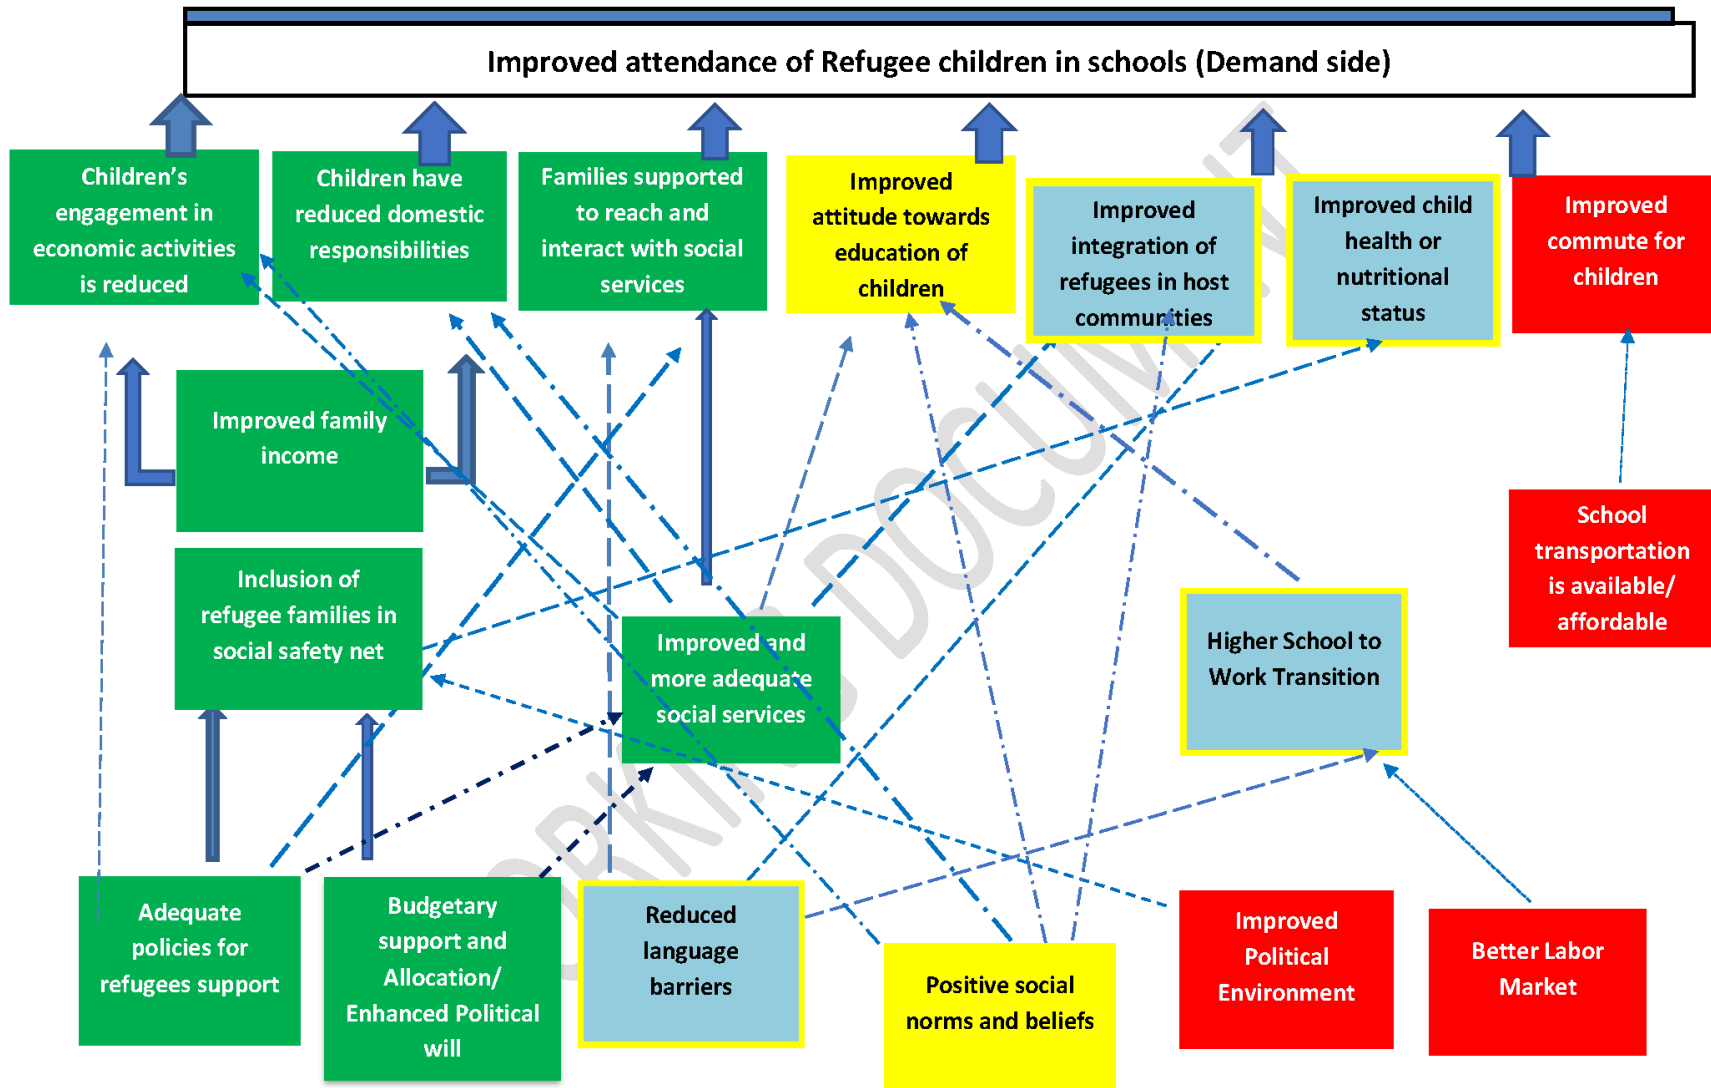 Improved attendance of Refugee children in schools (Demand side)
Children's
engagement in
economic activities
is reduced
Children have
reduced domestic
responsibilities
Families supported
to reach and
interact with social
services
Improved
attitude towards
education of
children
Improved
integration of
refugees in host
communities
Improved child
health or
nutritional
status
Improved
commute for
children
Improved family
income
School
transportation
is available/
affordable
Inclusion of
refugee families in
social safety net
Improved and
more adequate
social services
Higher School to
Work Transition
Adequate
policies for
refugees support
Budgetary
support and
Allocation/
Enhanced Political
will
Reduced
language
barriers
Positive social
norms and beliefs
Improved
Political
Environment
Better Labor
Market
WORKING DOCUMENT